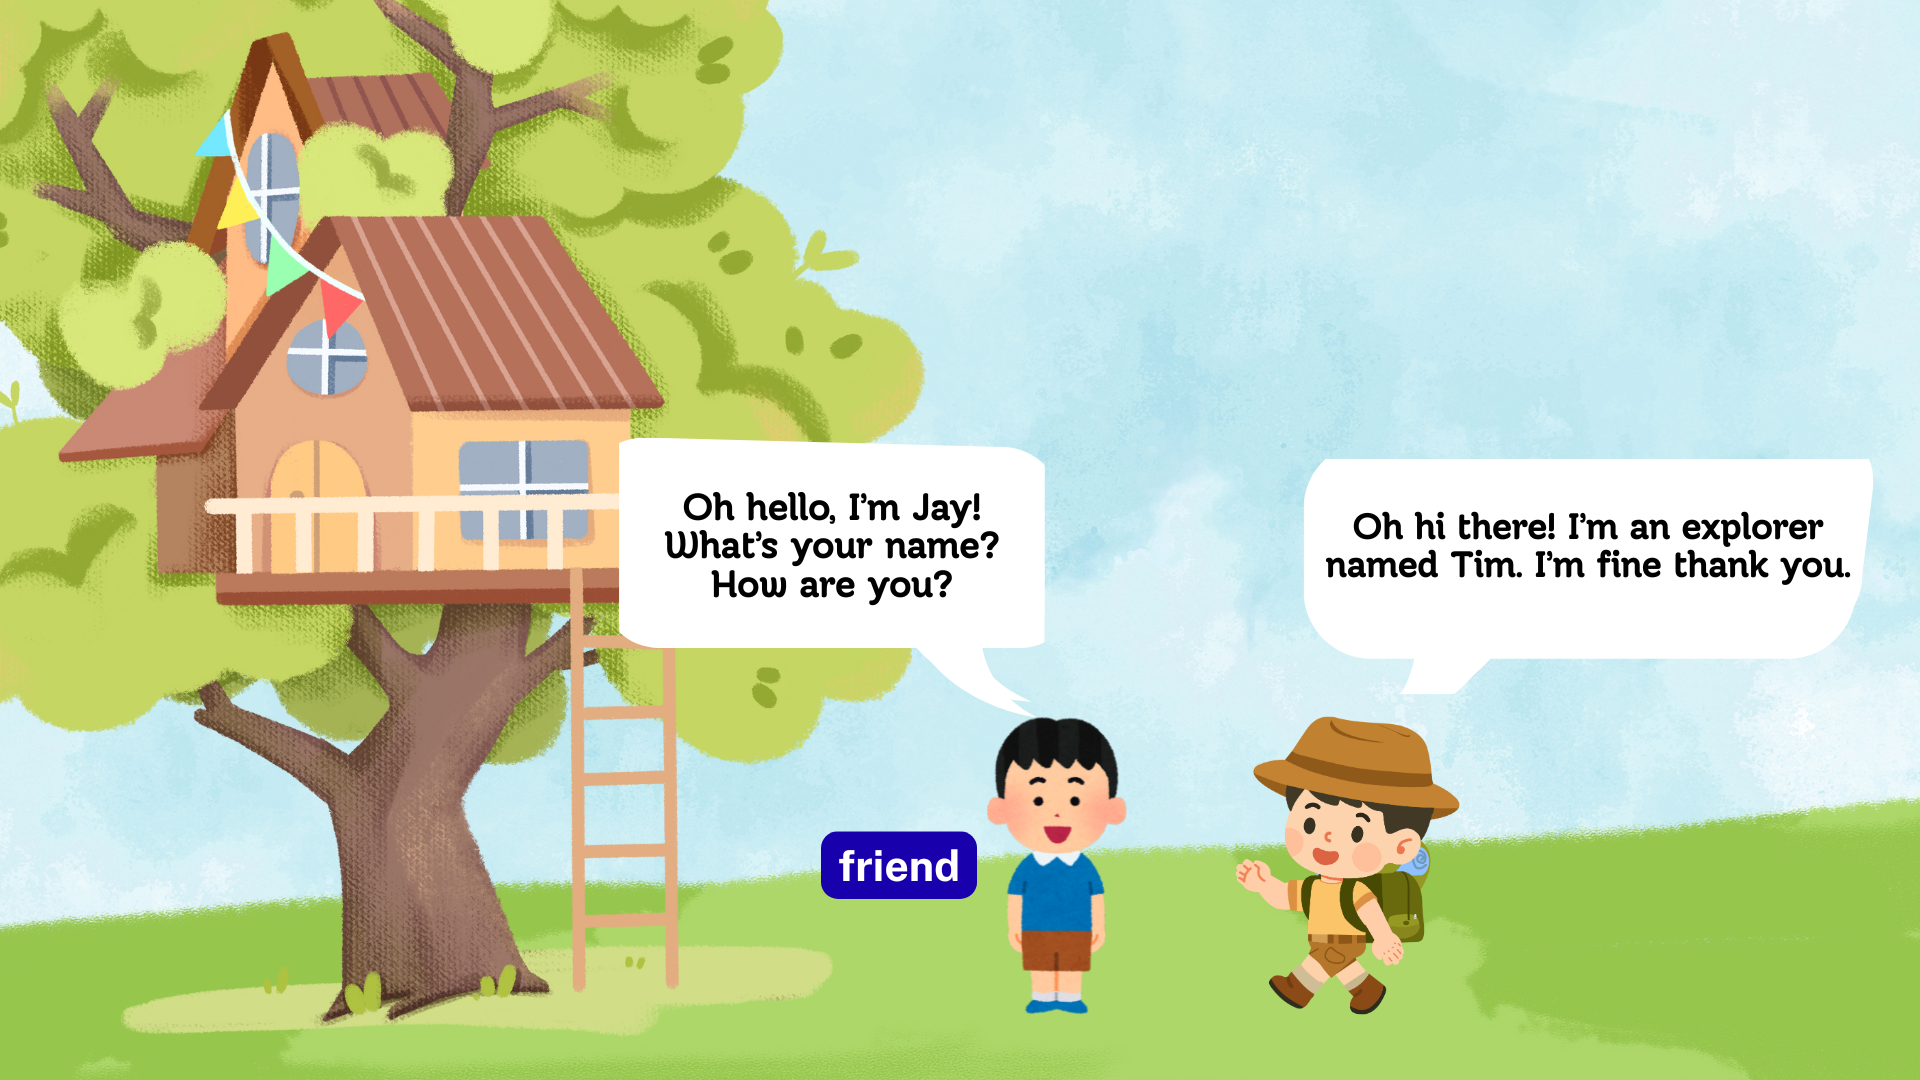 Oh hello, I'm Jay!
What's your name?
How are you?
Oh hi there! I'm an explorer
named Tim. I'm fine thank you.
friend